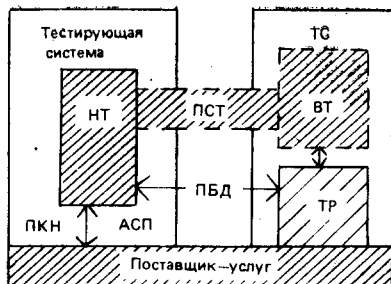 Тестирующая
система
ТС
НТ
ПСТ
ВТ
ПБД
ТР
ПКН
АСП
Поставщик-услуг